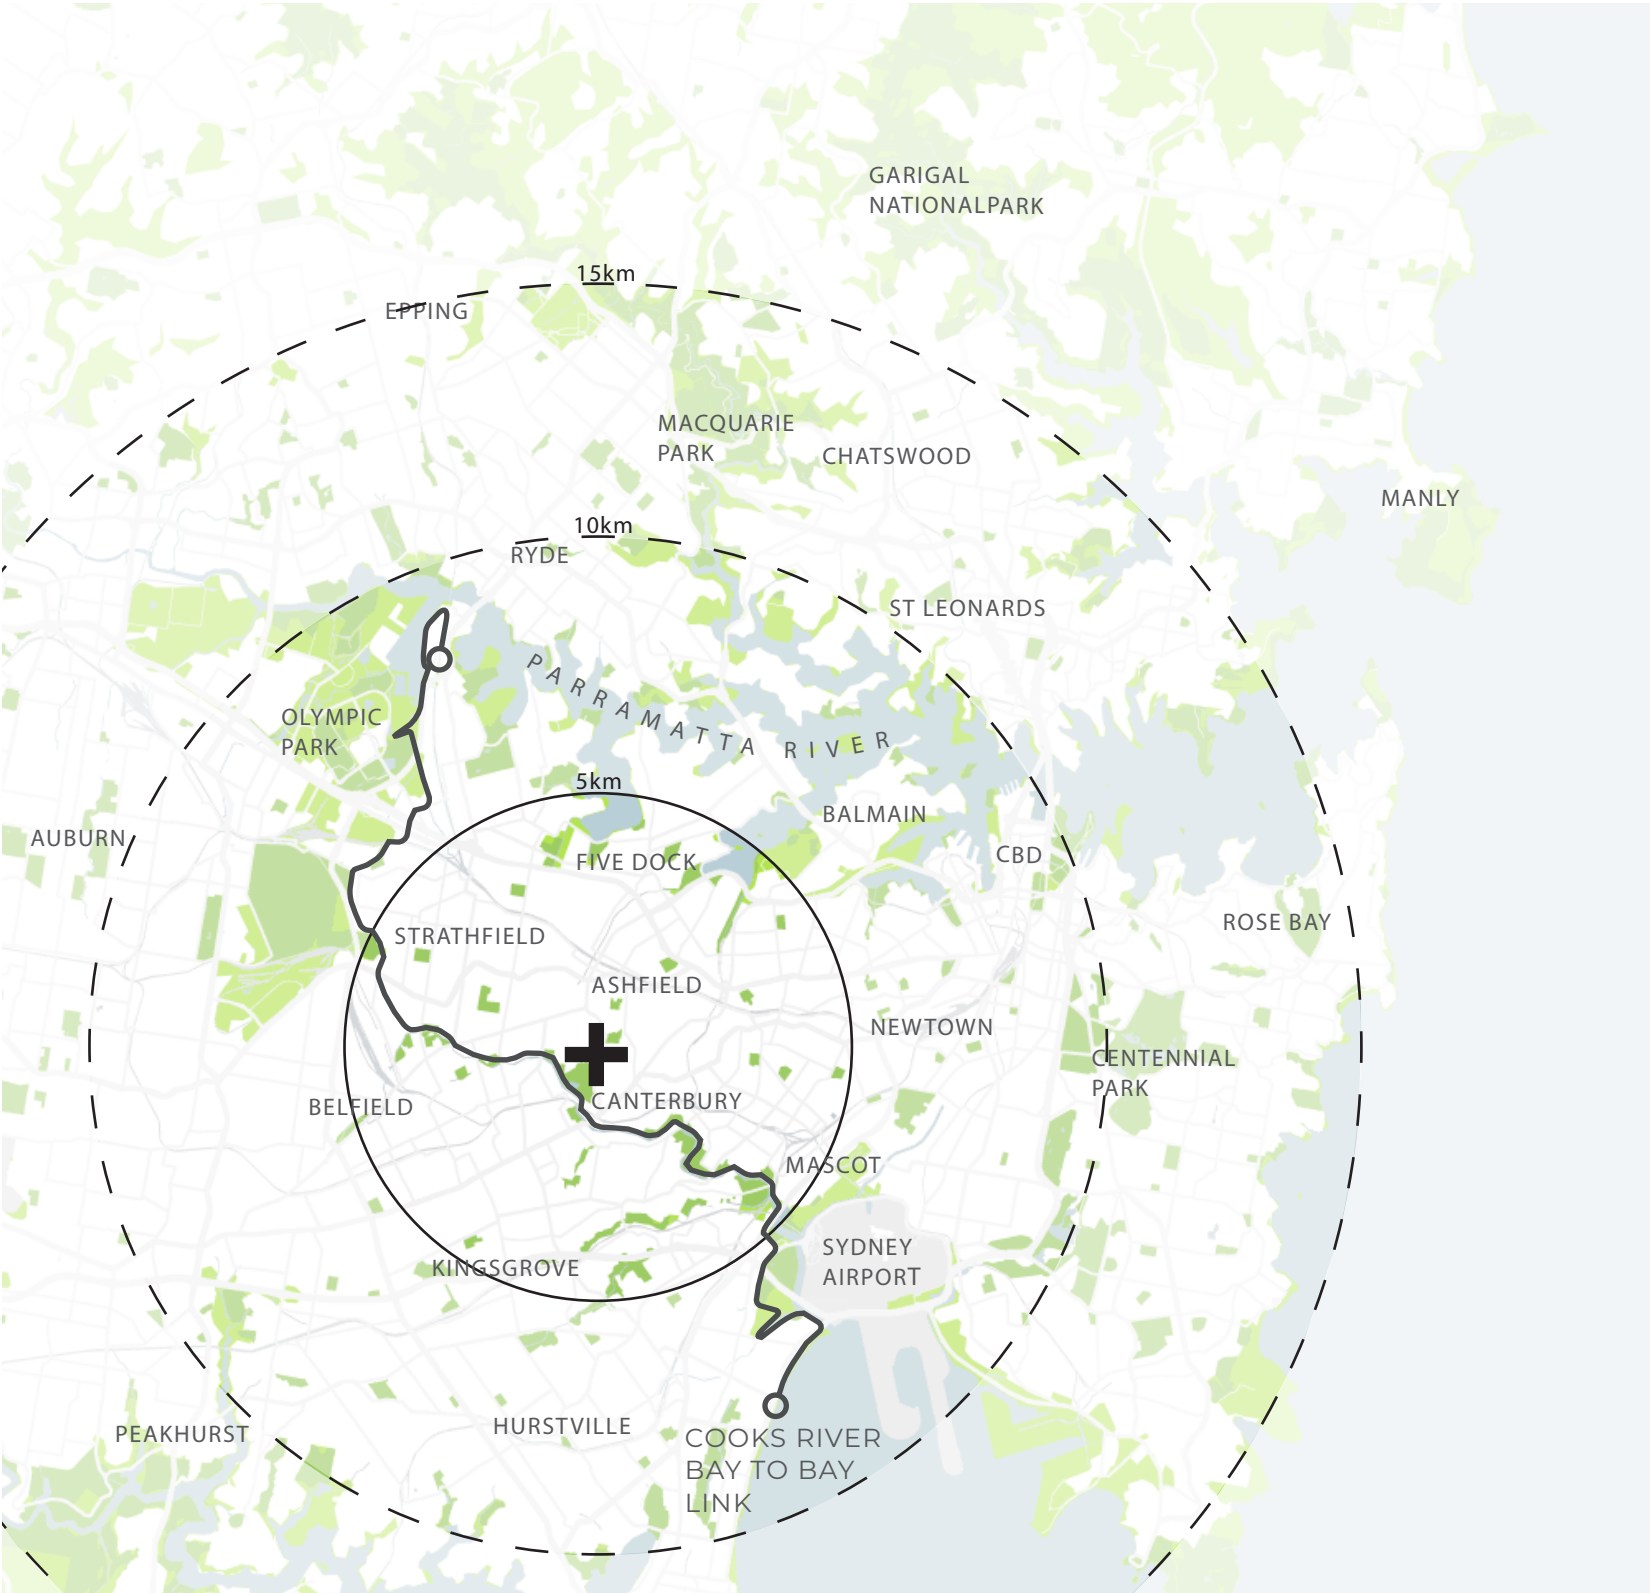 GARIGAL
NATIONALPARK
15km
EPPING
MACQUARIE
PARK
CHATSWOOD
MANLY
10km
RYDE
ST LEONARDS
PARRAMATTA RIVER
OLYMPIC
PARK
5km
BALMAIN
AUBURN
FIVE DOCK
CBD
ROSE BAY
STRATHFIELD
ASHFIELD
NEWTOWN
CENTENNIAL
PARK
BELFIELD
CANTERBURY
MASCOT
SYDNEY
AIRPORT
KINGSGROVE
PEAKHURST
HURSTVILLE
COOKS RIVER
BAY TO BAY
LINK